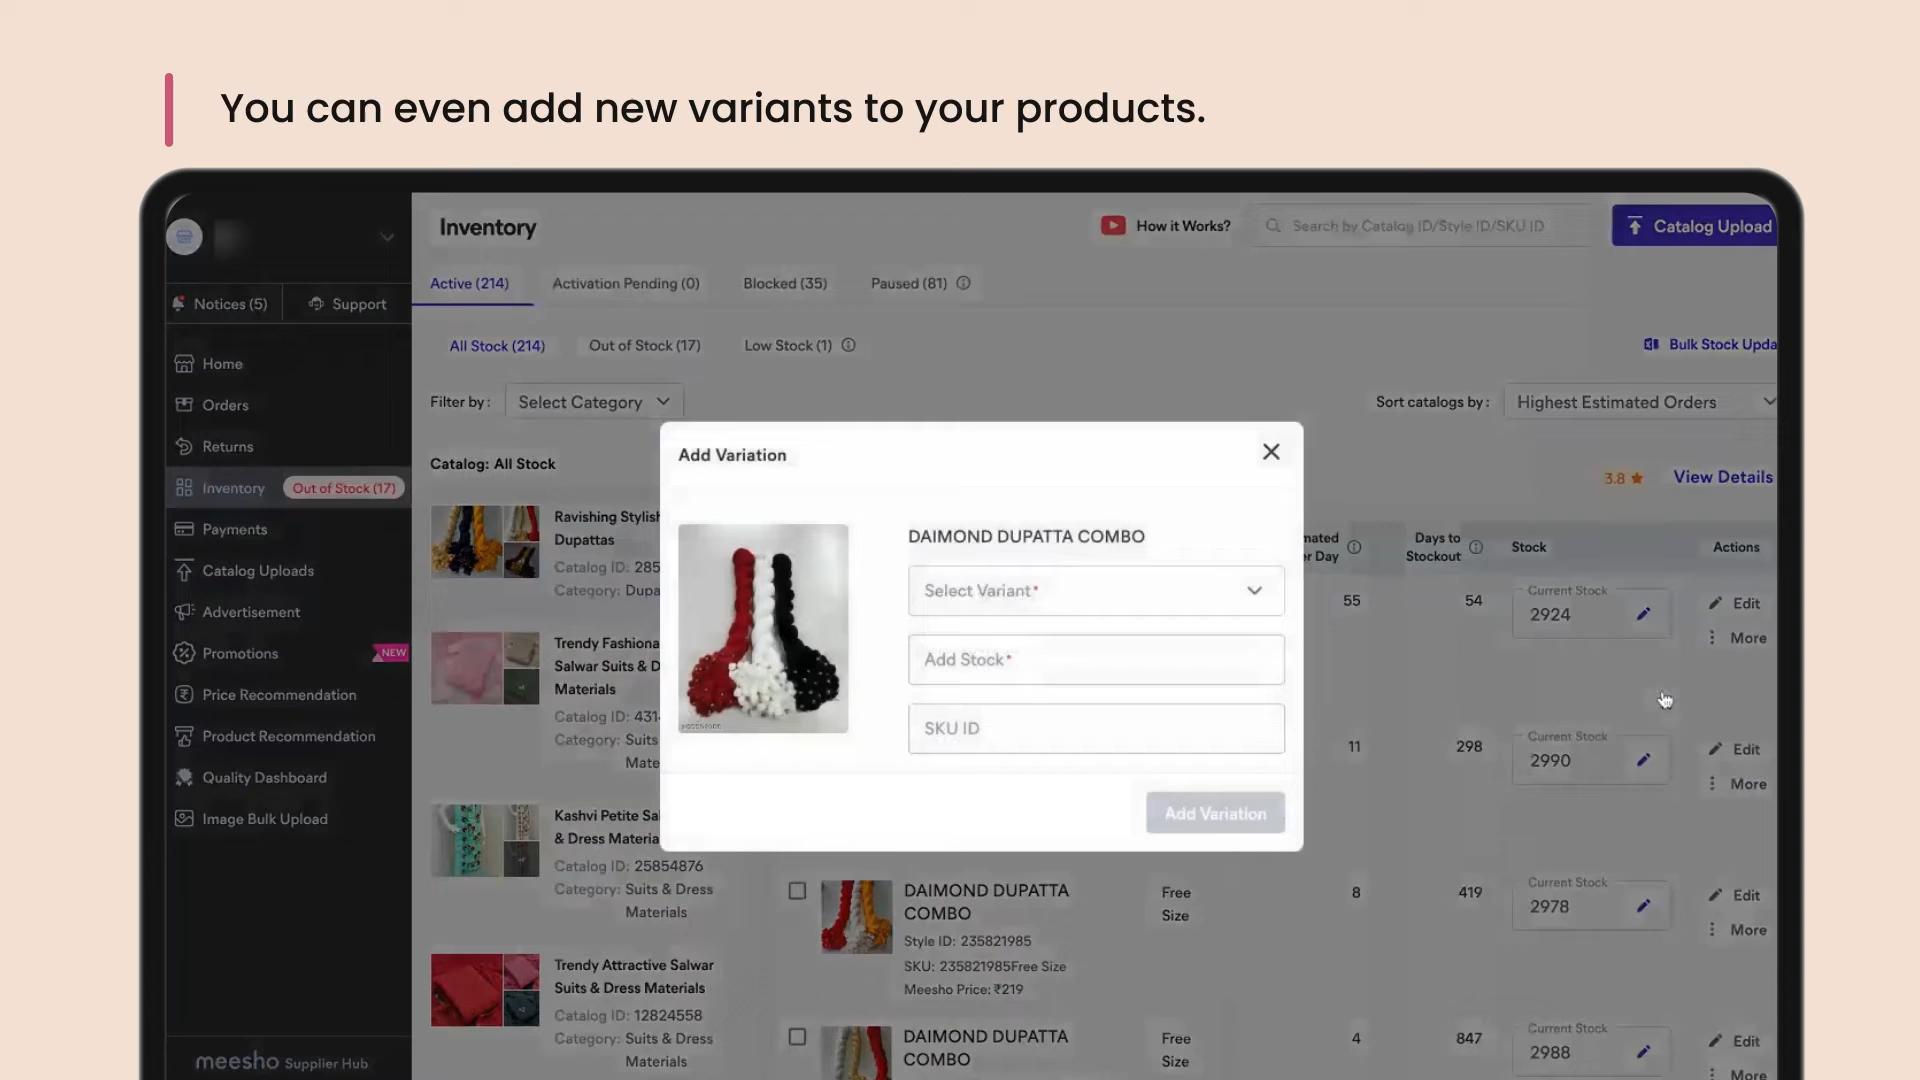 You can even add new variants to your products.
Inventory
How it Works?
Search by Catalog ID/Style ID/SKU ID
Catalog Upload
Notices (5)
Support
Active (214)
Activation Pending (0)
Blocked (35)
Paused (81)
All Stock (214)
Out of Stock (17)
Low Stock (1)
Bulk Stock Upda
Filter by :
Select Category
Sort catalogs by :
Highest Estimated Orders
Home
Orders
Returns
Inventory
Out of Stock (17)
Payments
Catalog Uploads
Advertisement
Promotions
NEW
Price Recommendation
Product Recommendation
Quality Dashboard
Image Bulk Upload
meesho Supplier Hub
Catalog: All Stock
3.8
View Details
Ravishing Stylish
Dupattas
Catalog ID: 285
Category: Dupa
Trendy Fashiona
Salwar Suits & D
Materials
Catalog ID: 431
Category: Suits
Mate
Kashvi Petite Sa
& Dress Materia
Catalog ID: 25854876
Category: Suits & Dress
Materials
Trendy Attractive Salwar
Suits & Dress Materials
Catalog ID: 12824558
Category: Suits & Dress
Materials
Add Variation
DAIMOND DUPATTA COMBO
Select Variant*
Add Stock*
SKU ID
Add Variation
mated
r Day
Days to
Stockout
Stock
Actions
55
54
Current Stock
2924
Edit
More
11
298
Current Stock
2990
Edit
More
DAIMOND DUPATTA
COMBO
Style ID: 235821985
SKU: 235821985Free Size
Meesho Price: ₹219
Free
Size
8
419
Current Stock
2978
Edit
More
DAIMOND DUPATTA
COMBO
Free
Size
4
847
Current Stock
2988
Edit
More